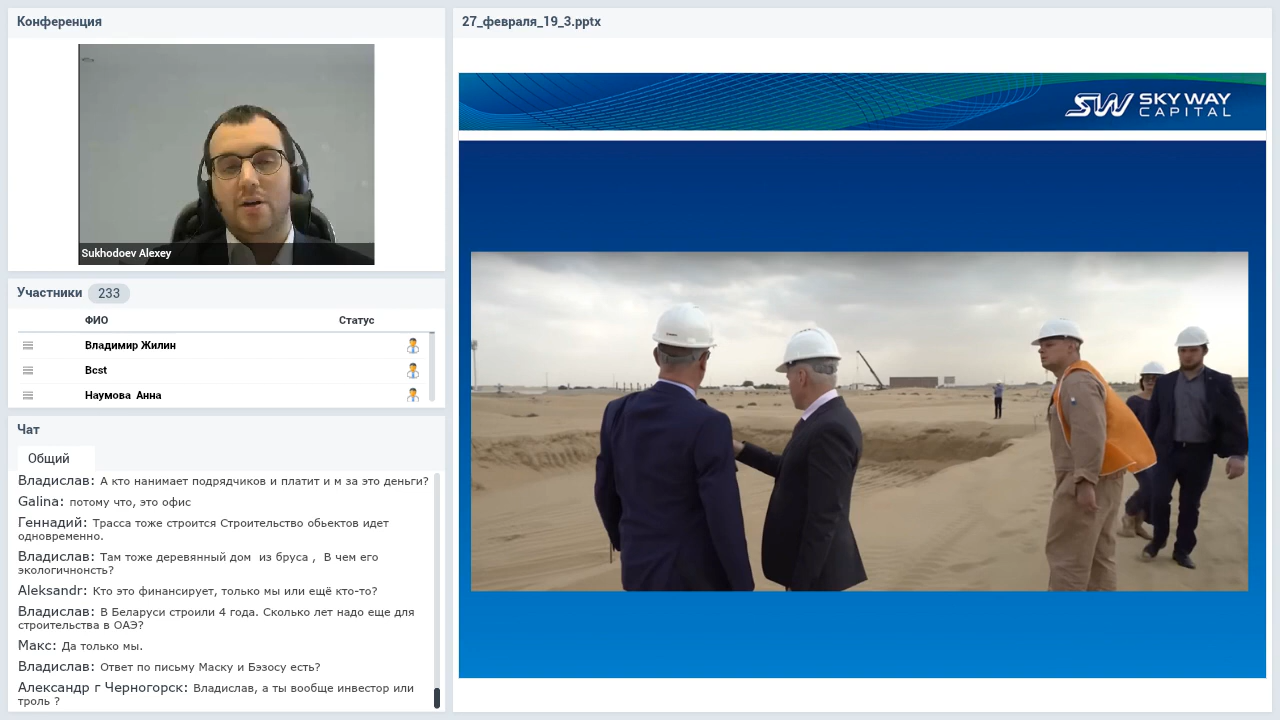 Конференция
Sukhodoev Alexey
Участники 233
ФИО Статус
Владимир Жилин
Bcst
Наумова Анна
Чат
Общий
Владислав: А кто нанимает подрядчиков и платит и м за это деньги?
Galina: потому что, это офис
Геннадий: Трасса тоже строится Строительство обьектов идет
одновременно.
Владислав: Там тоже деревянный дом из бруса , В чем его
экологичнонсть?
Aleksandr: Кто это финансирует, только мы или ещё кто-то?
Владислав: В Беларуси строили 4 года. Сколько лет надо еще для
строительства в ОАЭ?
Макс: Да только мы.
Владислав: Ответ по письму Маску и Бэзосу есть?
Александр г Черногорск: Владислав, а ты вообще инвестор или
троль ?
27_февраля_19_3.pptx
SW SKY WAY
CAPITAL